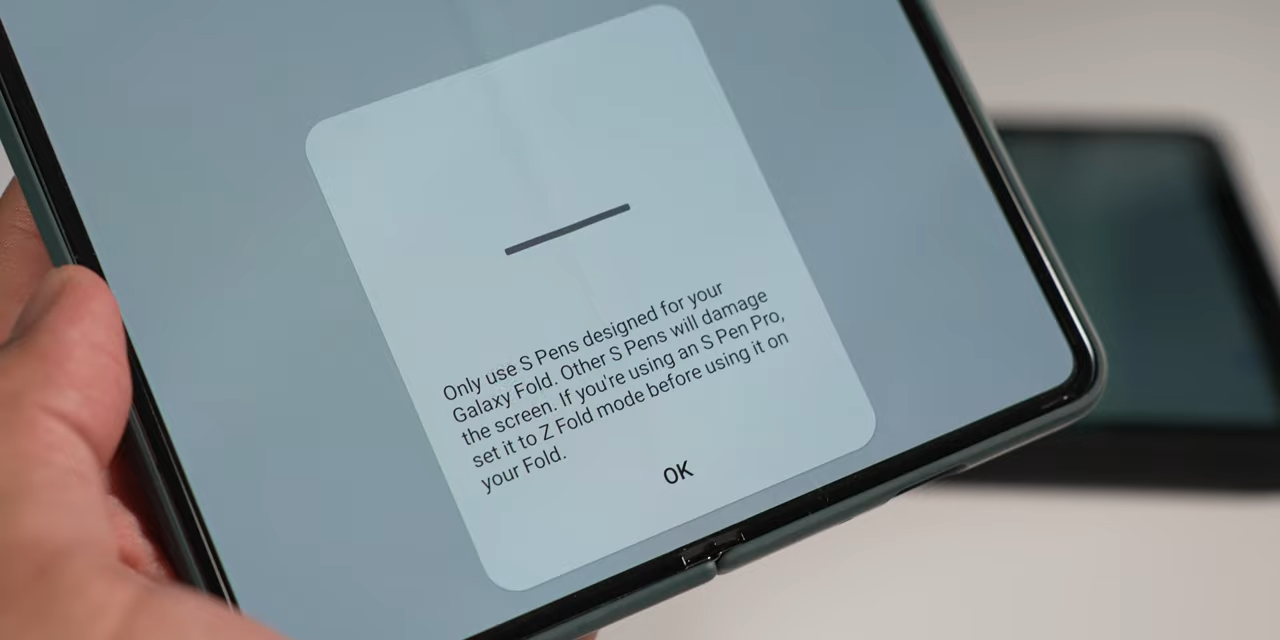 Only use S Pens designed for your
Galaxy Fold. Other S Pens will damage
the screen. If you're using an S Pen Pro,
set it to Z Fold mode before using it on
your Fold.
OK